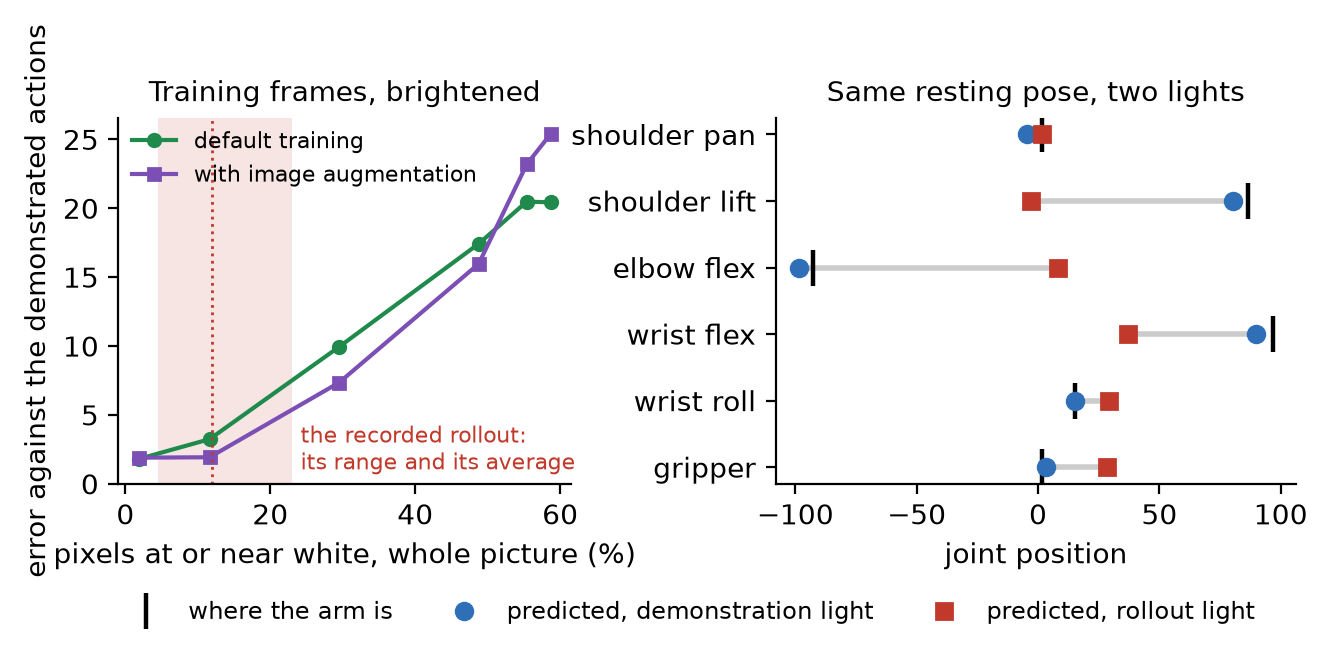 Training frames, brightened
error against the demonstrated actions
25
20
15
10
5
0
default training
with image augmentation
the recorded rollout:
its range and its average
0 20 40 60
pixels at or near white, whole picture (%)
Same resting pose, two lights
shoulder pan
shoulder lift
elbow flex
wrist flex
wrist roll
gripper
−100 −50 0 50 100
joint position
where the arm is
predicted, demonstration light
predicted, rollout light